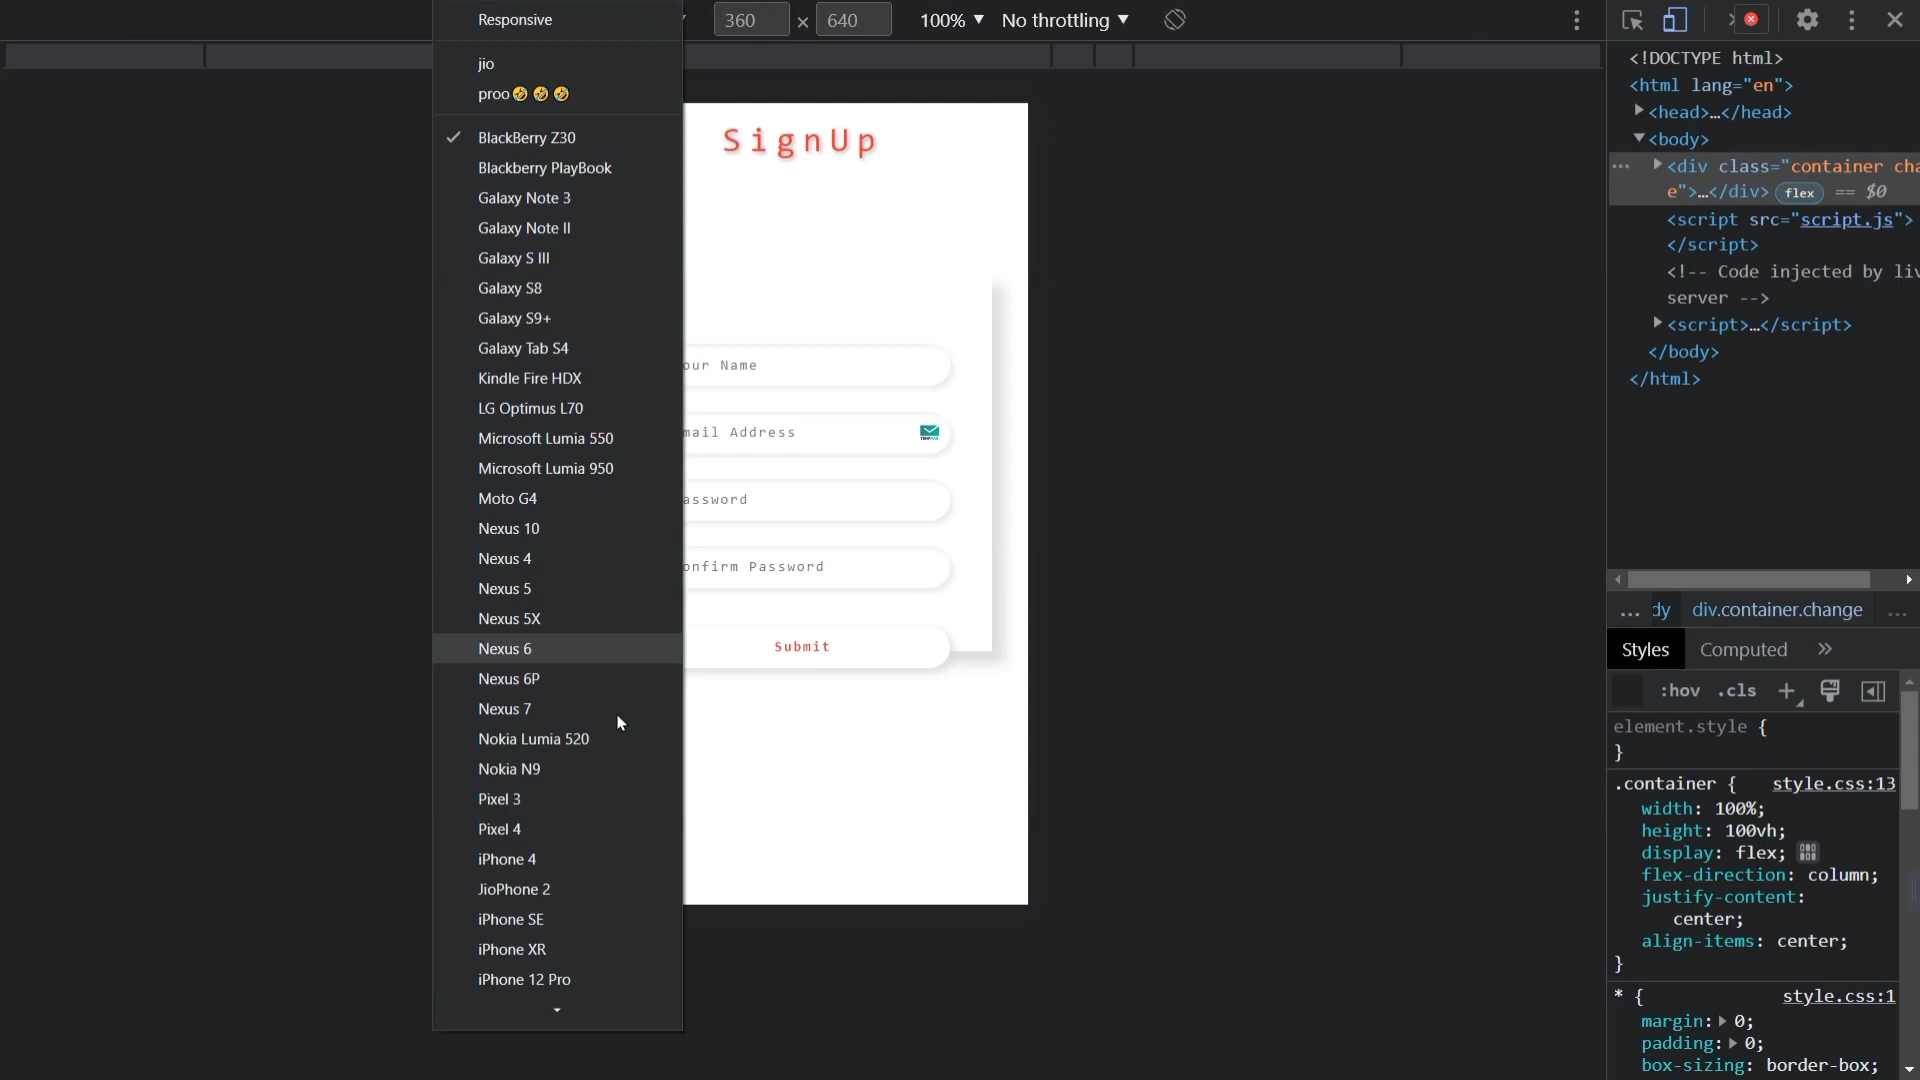 Responsive
360 × 640 100% ▼ No throttling ▼
jio
proo🤣 🤣 🤣
BlackBerry Z30
Blackberry PlayBook
Galaxy Note 3
Galaxy Note II
Galaxy S III
Galaxy S8
Galaxy S9+
Galaxy Tab S4
Kindle Fire HDX
LG Optimus L70
Microsoft Lumia 550
Microsoft Lumia 950
Moto G4
Nexus 10
Nexus 4
Nexus 5
Nexus 5X
Nexus 6
Nexus 6P
Nexus 7
Nokia Lumia 520
Nokia N9
Pixel 3
Pixel 4
iPhone 4
JioPhone 2
iPhone SE
iPhone XR
iPhone 12 Pro
SignUp
our Name
mail Address
assword
onfirm Password
Submit
<!DOCTYPE html>
<html lang="en">
<head>…</head>
<body>
<div class="container cha
e">…</div> flex == $0
<script src="script.js">
</script>
<!-- Code injected by liv
server -->
<script>…</script>
</body>
</html>
... dy div.container.change ...
Styles Computed »
:hov .cls +
element.style {
}
.container { style.css:13
width: 100%;
height: 100vh;
display: flex;
flex-direction: column;
justify-content:
center;
align-items: center;
}
* { style.css:1
margin: 0;
padding: 0;
box-sizing: border-box;